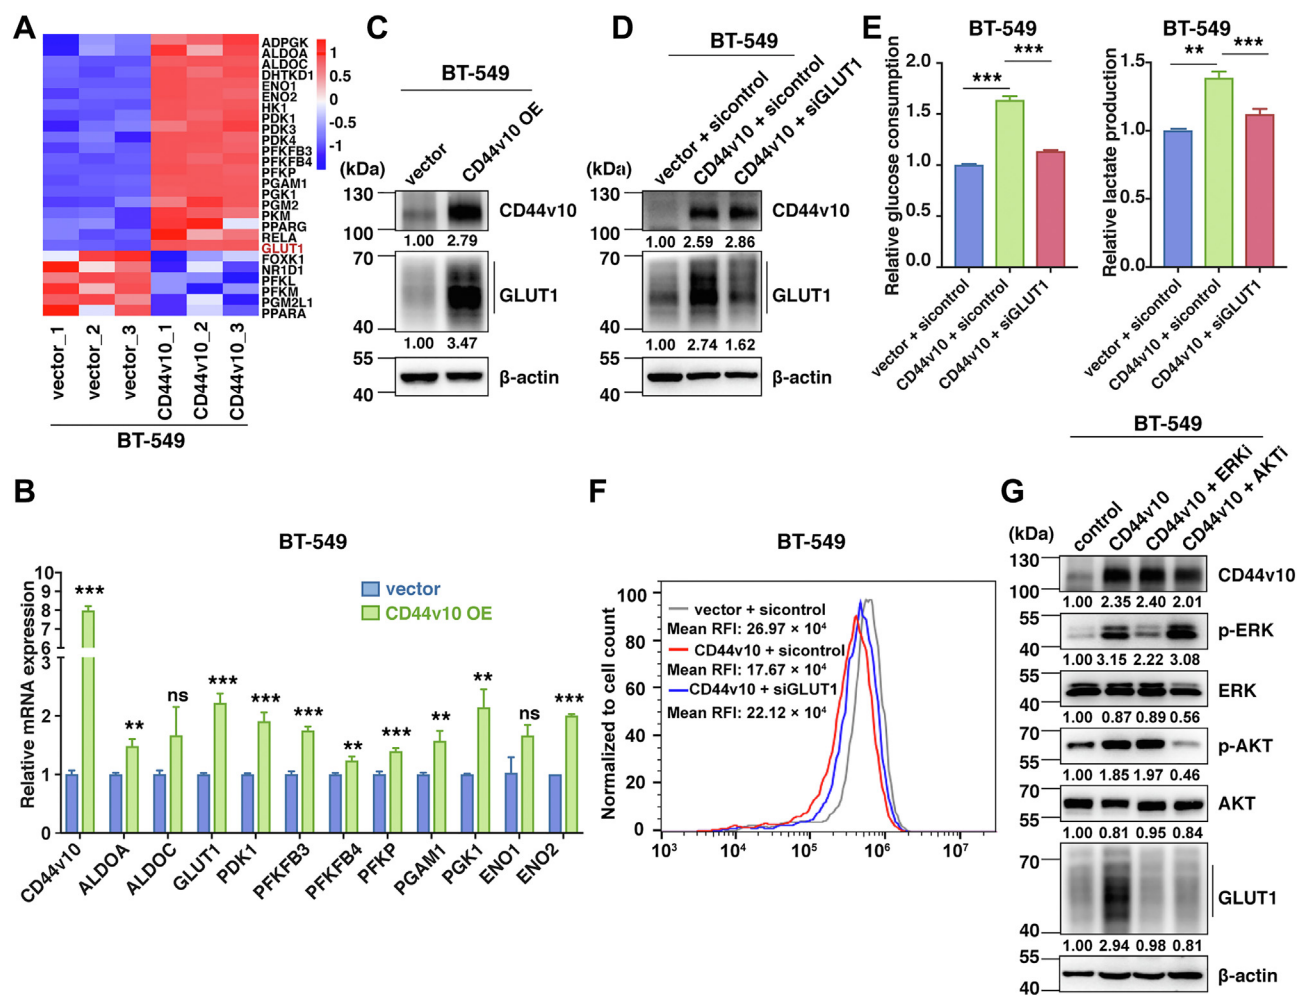 A
ADPGK
ALDOA
ALDOC
DHTKD1
ENO1
ENO2
HK1
PDK1
PDK3
PDK4
PFKFB3
PFKFB4
PFKP
PGAM1
PGK1
PGM2
PKM
PPARG
RELA
GLUT1
FOXK1
NR1D1
PFKL
PFKM
PGM2L1
PPARA
1
0.5
0
-0.5
-1
vector_1
vector_2
vector_3
CD44v10_1
CD44v10_2
CD44v10_3
BT-549
C
BT-549
(kDa)
vector
CD44v10 OE
130
100
CD44v10
1.00 2.79
70
40
GLUT1
1.00 3.47
55
40
β-actin
D
BT-549
(kDa)
vector + sicontrol
CD44v10 + sicontrol
CD44v10 + siGLUT1
130
100
CD44v10
1.00 2.59 2.86
70
40
GLUT1
1.00 2.74 1.62
55
40
β-actin
E
BT-549
Relative glucose consumption
2.0
1.5
1.0
0.5
0.0
***
***
vector + sicontrol
CD44v10 + sicontrol
CD44v10 + siGLUT1
BT-549
Relative lactate production
1.5
1.0
0.5
0.0
**
***
vector + sicontrol
CD44v10 + sicontrol
CD44v10 + siGLUT1
B
BT-549
Relative mRNA expression
10
9
8
7
6
3
2
1
0
vector
CD44v10 OE
***
**
ns
***
***
***
**
***
**
**
ns
***
CD44v10
ALDOA
ALDOC
GLUT1
PDK1
PFKFB3
PFKFB4
PFKP
PGAM1
PGK1
ENO1
ENO2
F
BT-549
Normalized to cell count
100
80
60
40
20
0
vector + sicontrol
Mean RFI: 26.97 × 10⁴
CD44v10 + sicontrol
Mean RFI: 17.67 × 10⁴
CD44v10 + siGLUT1
Mean RFI: 22.12 × 10⁴
10³ 10⁴ 10⁵ 10⁶ 10⁷
G
BT-549
(kDa)
control
CD44v10
CD44v10 + ERKi
CD44v10 + AKTi
130
100
CD44v10
1.00 2.35 2.40 2.01
55
40
p-ERK
1.00 3.15 2.22 3.08
55
40
ERK
1.00 0.87 0.89 0.56
70
55
p-AKT
1.00 1.85 1.97 0.46
70
55
AKT
1.00 0.81 0.95 0.84
70
40
GLUT1
1.00 2.94 0.98 0.81
55
40
β-actin